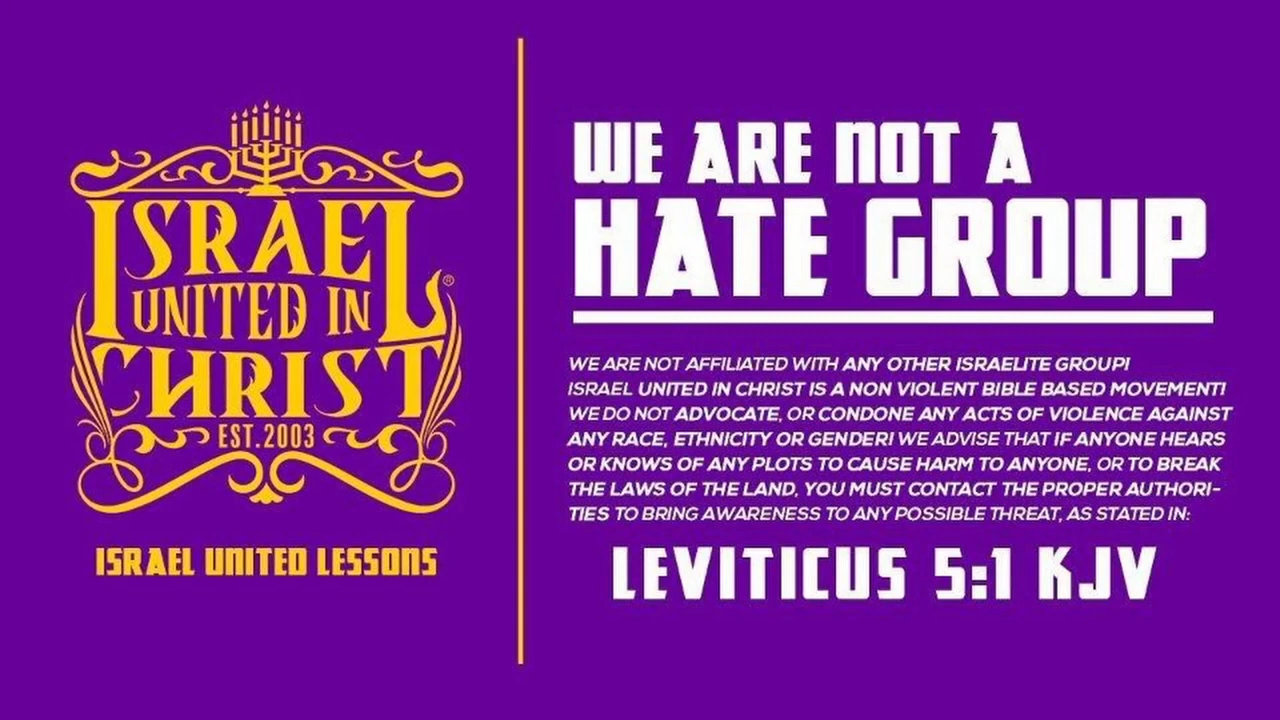 ISRAEL
UNITED IN
CHRIST
EST.2003
®
ISRAEL UNITED LESSONS
WE ARE NOT A
HATE GROUP
WE ARE NOT AFFILIATED WITH ANY OTHER ISRAELITE GROUP!
ISRAEL UNITED IN CHRIST IS A NON VIOLENT BIBLE BASED MOVEMENT!
WE DO NOT ADVOCATE, OR CONDONE ANY ACTS OF VIOLENCE AGAINST
ANY RACE, ETHNICITY OR GENDER! WE ADVISE THAT IF ANYONE HEARS
OR KNOWS OF ANY PLOTS TO CAUSE HARM TO ANYONE, OR TO BREAK
THE LAWS OF THE LAND, YOU MUST CONTACT THE PROPER AUTHORI-
TIES TO BRING AWARENESS TO ANY POSSIBLE THREAT, AS STATED IN:
LEVITICUS 5:1 KJV